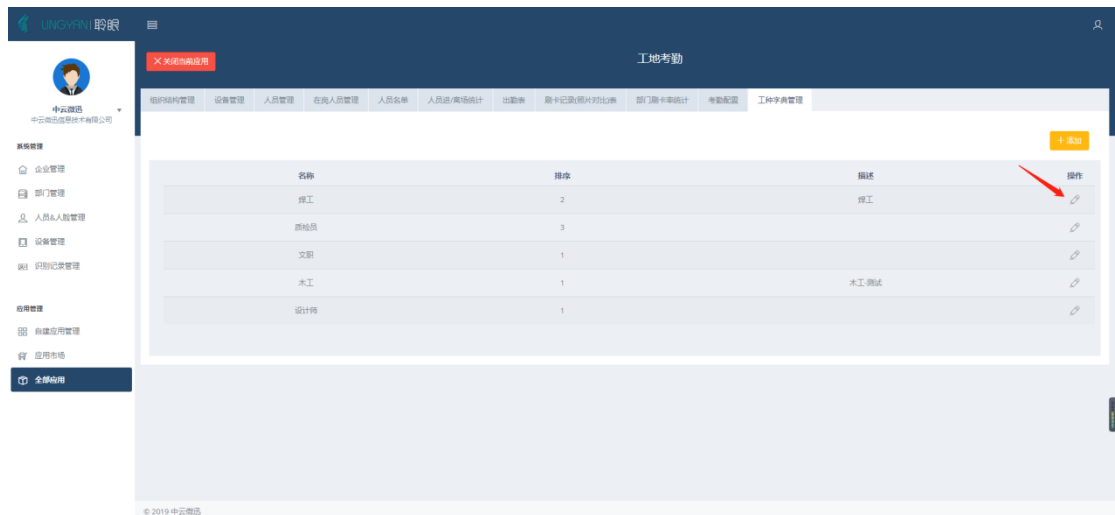 LINGYAN 聆眼
× 关闭当前应用
工地考勤
中云微迅
中云微迅信息技术有限公司
组织结构管理 设备管理 人员管理 在岗人员管理 人员名单 人员进/离场统计 出勤表 刷卡记录(照片对比)表 部门刷卡率统计 考勤配置 工种字典管理
+ 添加
系统管理
企业管理
部门管理
人员&人脸管理
设备管理
识别记录管理
应用管理
自建应用管理
应用市场
全部应用
名称 排序 描述 操作
焊工 2 焊工
质检员 3
文职 1
木工 1 木工-测试
设计师 1
© 2019 中云微迅